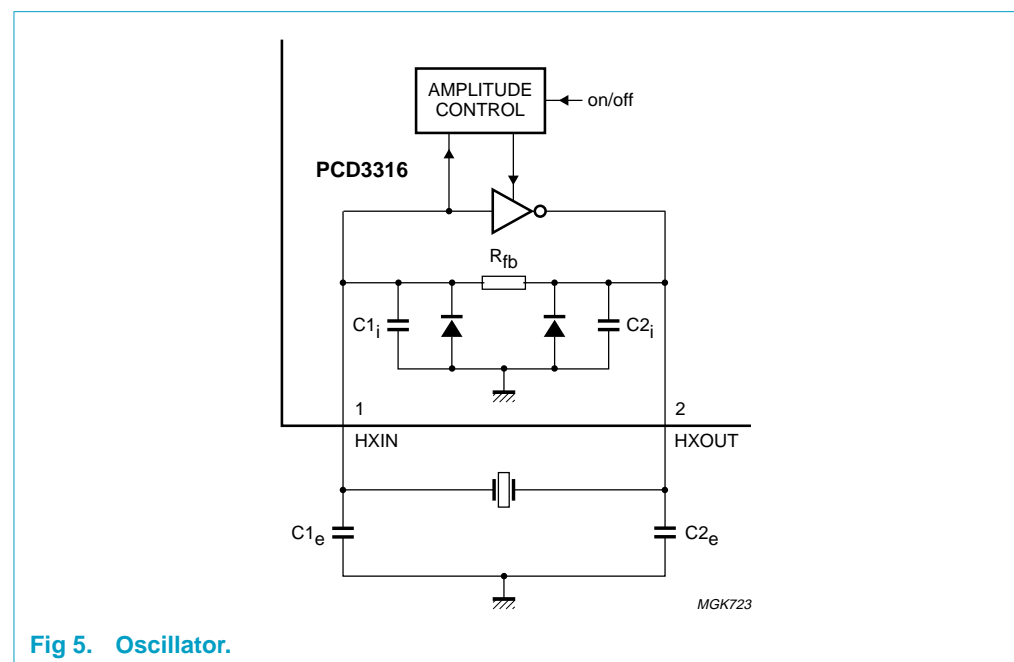 AMPLITUDE
CONTROL
on/off
PCD3316
Rfb
C1i
C2i
1
2
HXIN
HXOUT
C1e
C2e
MGK723
Fig 5. Oscillator.